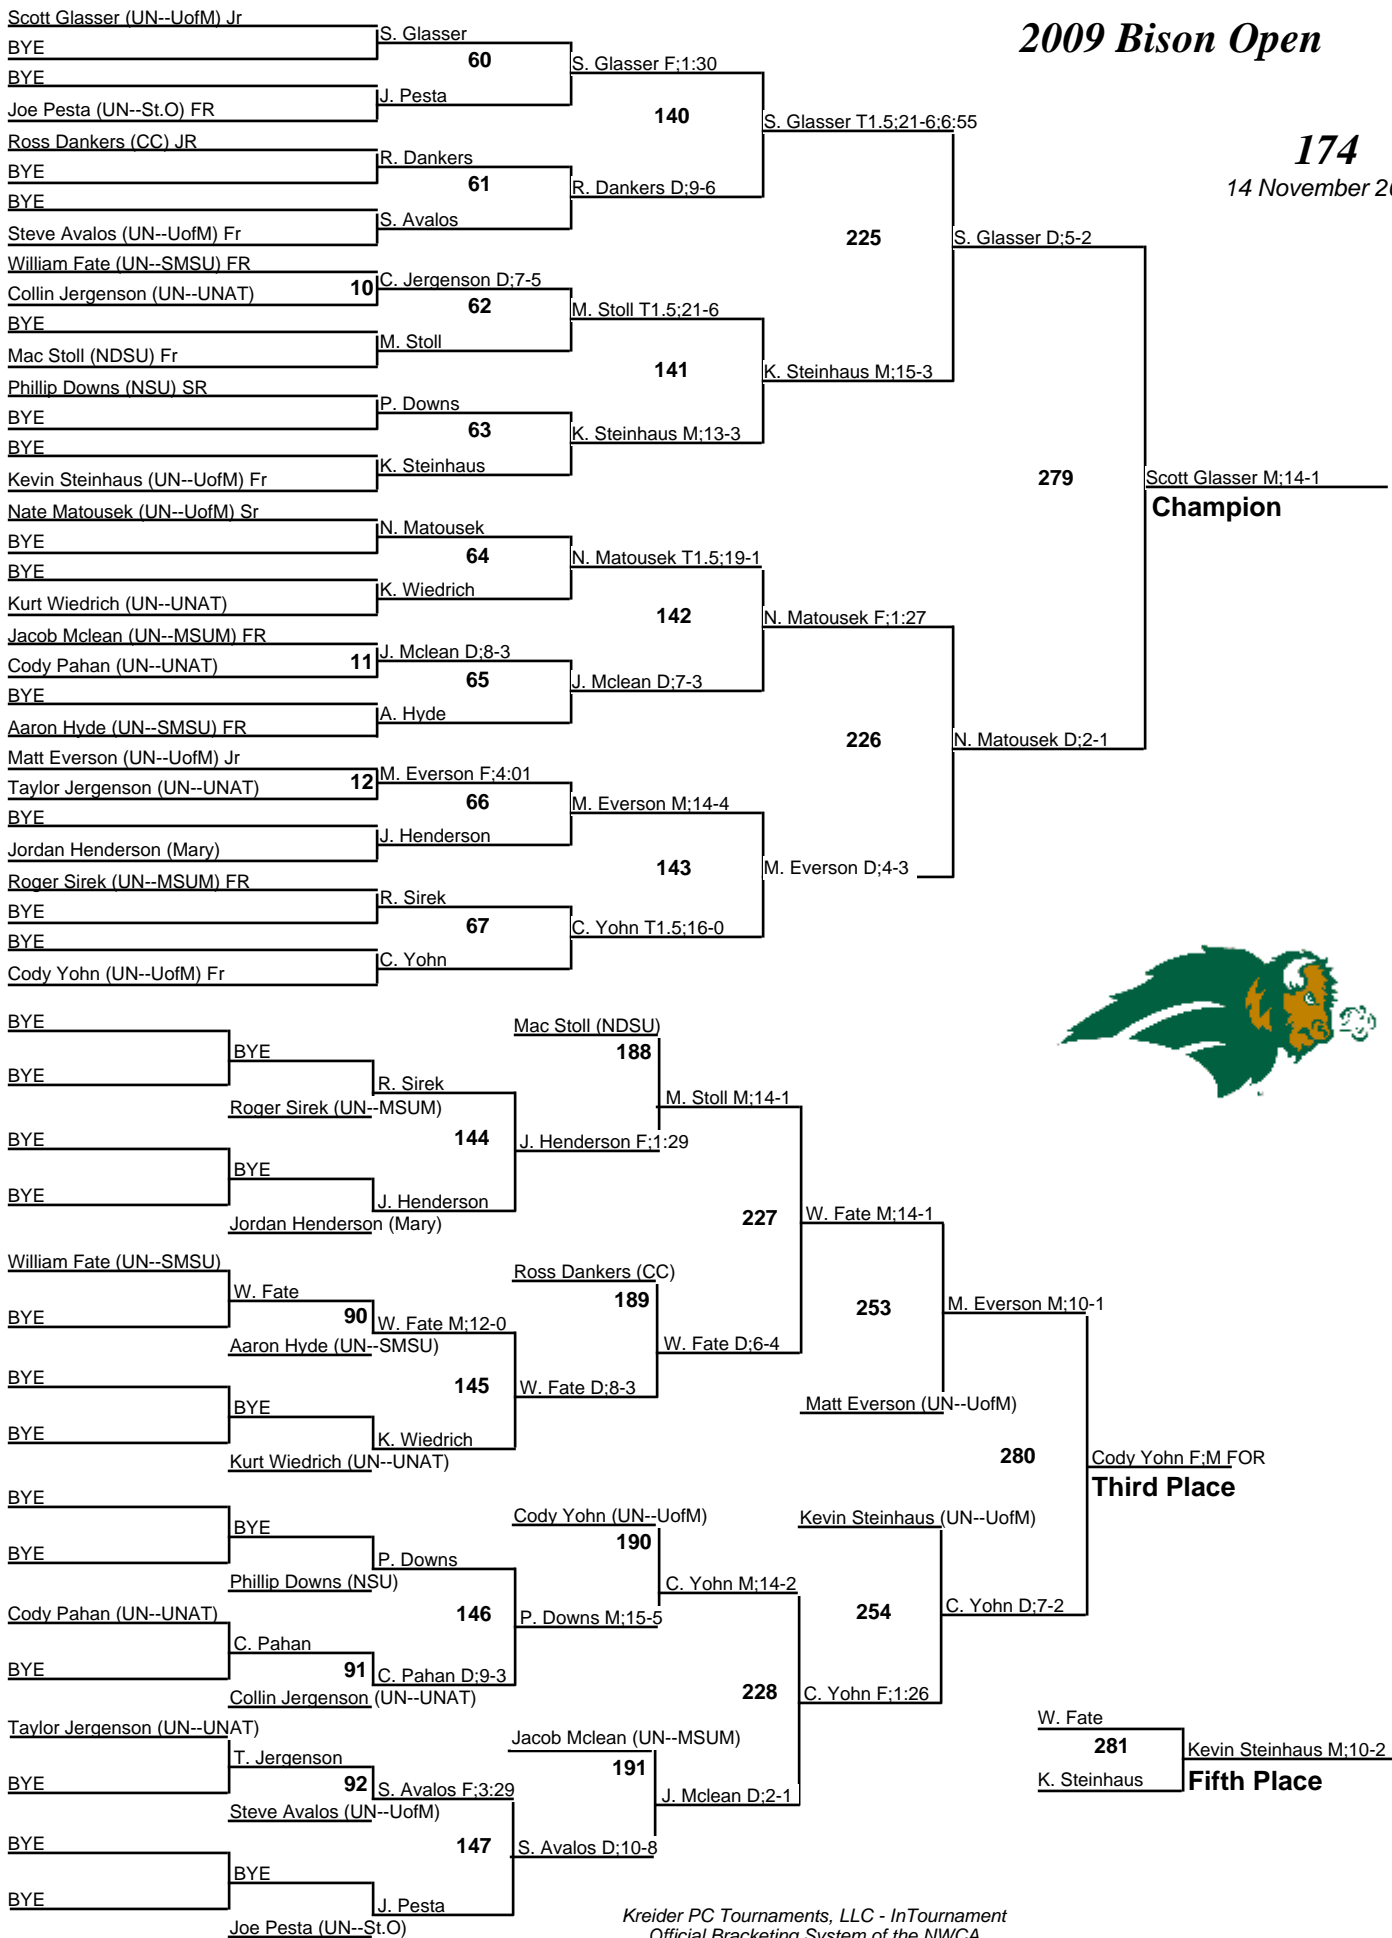 2009 Bison Open
174
14 November 20
Scott Glasser (UN--UofM) Jr
BYE
BYE
Joe Pesta (UN--St.O) FR
Ross Dankers (CC) JR
BYE
BYE
Steve Avalos (UN--UofM) Fr
William Fate (UN--SMSU) FR
Collin Jergenson (UN--UNAT)
10
BYE
Mac Stoll (NDSU) Fr
Phillip Downs (NSU) SR
BYE
BYE
Kevin Steinhaus (UN--UofM) Fr
Nate Matousek (UN--UofM) Sr
BYE
BYE
Kurt Wiedrich (UN--UNAT)
Jacob Mclean (UN--MSUM) FR
Cody Pahan (UN--UNAT)
11
BYE
Aaron Hyde (UN--SMSU) FR
Matt Everson (UN--UofM) Jr
Taylor Jergenson (UN--UNAT)
12
BYE
Jordan Henderson (Mary)
Roger Sirek (UN--MSUM) FR
BYE
BYE
Cody Yohn (UN--UofM) Fr
S. Glasser
60
J. Pesta
R. Dankers
61
S. Avalos
C. Jergenson D;7-5
62
M. Stoll
P. Downs
63
K. Steinhaus
N. Matousek
64
K. Wiedrich
J. Mclean D;8-3
65
A. Hyde
M. Everson F;4:01
66
J. Henderson
R. Sirek
67
C. Yohn
S. Glasser F;1:30
140
R. Dankers D;9-6
M. Stoll T1.5;21-6
141
K. Steinhaus M;13-3
N. Matousek T1.5;19-1
142
J. Mclean D;7-3
M. Everson M;14-4
143
C. Yohn T1.5;16-0
S. Glasser T1.5;21-6;6:55
225
K. Steinhaus M;15-3
N. Matousek F;1:27
226
M. Everson D;4-3
S. Glasser D;5-2
279
N. Matousek D;2-1
Scott Glasser M;14-1
Champion
BYE
BYE
BYE
BYE
William Fate (UN--SMSU)
BYE
BYE
BYE
BYE
BYE
Cody Pahan (UN--UNAT)
BYE
Taylor Jergenson (UN--UNAT)
BYE
BYE
BYE
BYE
Roger Sirek (UN--MSUM)
BYE
Jordan Henderson (Mary)
W. Fate
90
Aaron Hyde (UN--SMSU)
BYE
Kurt Wiedrich (UN--UNAT)
BYE
Phillip Downs (NSU)
C. Pahan
91
Collin Jergenson (UN--UNAT)
T. Jergenson
92
Steve Avalos (UN--UofM)
BYE
Joe Pesta (UN--St.O)
R. Sirek
144
J. Henderson
W. Fate M;12-0
145
K. Wiedrich
P. Downs
146
C. Pahan D;9-3
S. Avalos F;3:29
147
J. Pesta
Mac Stoll (NDSU)
188
J. Henderson F;1:29
Ross Dankers (CC)
189
W. Fate D;8-3
Cody Yohn (UN--UofM)
190
P. Downs M;15-5
Jacob Mclean (UN--MSUM)
191
S. Avalos D;10-8
M. Stoll M;14-1
227
W. Fate D;6-4
C. Yohn M;14-2
228
J. Mclean D;2-1
W. Fate M;14-1
253
Matt Everson (UN--UofM)
Kevin Steinhaus (UN--UofM)
254
C. Yohn F;1:26
M. Everson M;10-1
280
C. Yohn D;7-2
Cody Yohn F;M FOR
Third Place
W. Fate
281
K. Steinhaus
Kevin Steinhaus M;10-2
Fifth Place
Kreider PC Tournaments, LLC - InTournament
Official Bracketing System of the NWCA